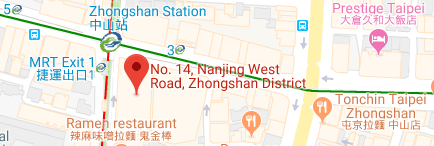 5
Zhongshan Station
中山站
Prestige Taipei
大倉久和大飯店
3
MRT Exit 1
捷運出口1
No. 14, Nanjing West
Road, Zhongshan District
Tonchin Taipei
Zhongshan
屯京拉麵 中山店
Ramen restaurant
辣麻味噌拉麵 鬼金棒